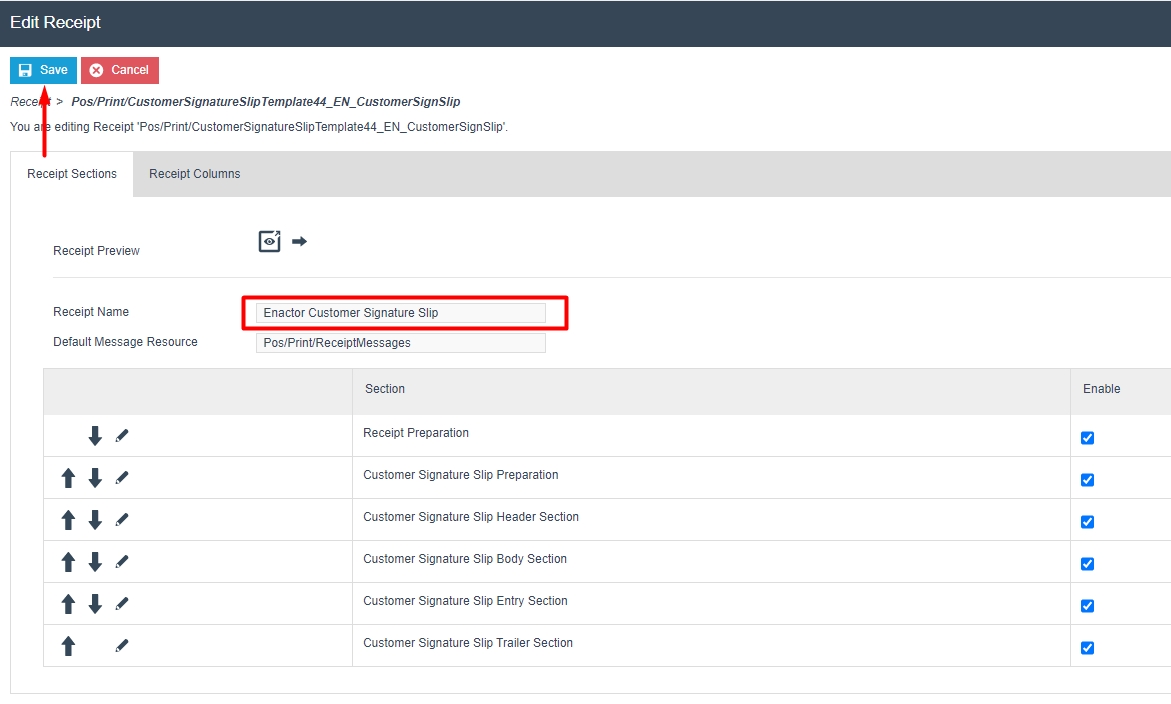 Edit Receipt
Save Cancel
Receipt > Pos/Print/CustomerSignatureSlipTemplate44_EN_CustomerSignSlip
You are editing Receipt 'Pos/Print/CustomerSignatureSlipTemplate44_EN_CustomerSignSlip'.
Receipt Sections Receipt Columns
Receipt Preview
Receipt Name Enactor Customer Signature Slip
Default Message Resource Pos/Print/ReceiptMessages
Section Enable
Receipt Preparation
Customer Signature Slip Preparation
Customer Signature Slip Header Section
Customer Signature Slip Body Section
Customer Signature Slip Entry Section
Customer Signature Slip Trailer Section